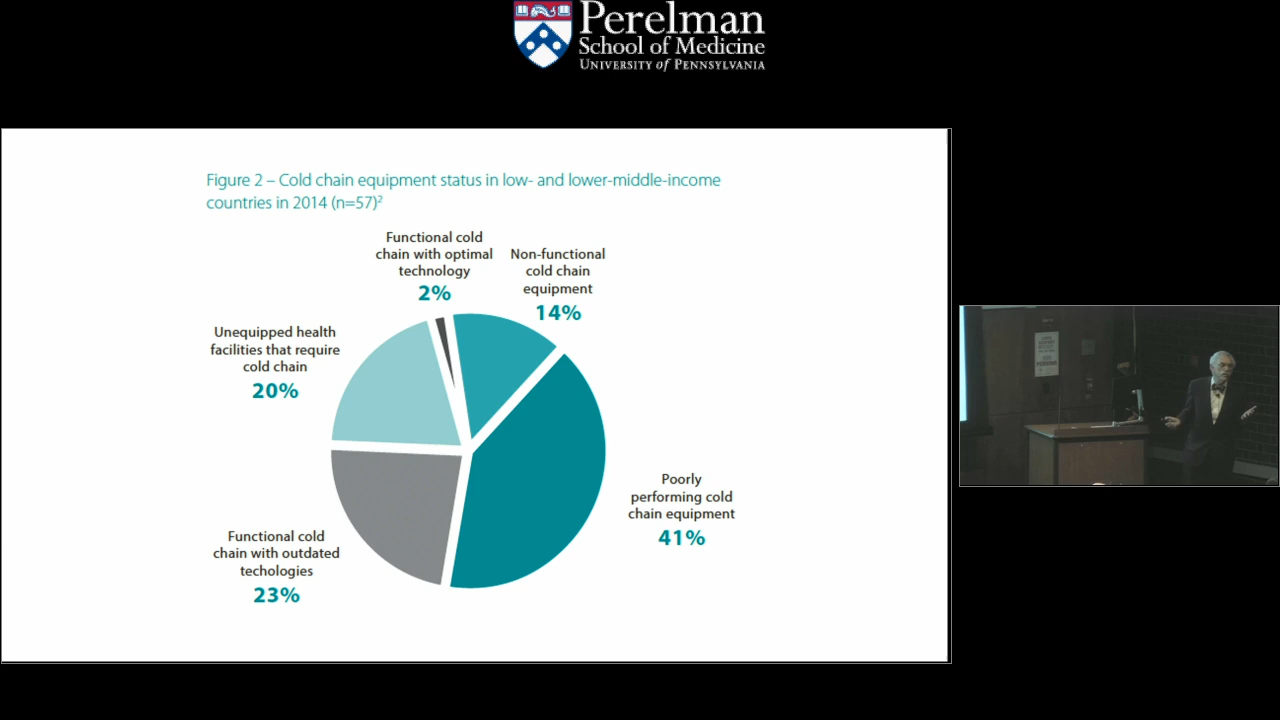 Perelman
School of Medicine
UNIVERSITY of PENNSYLVANIA
Figure 2 – Cold chain equipment status in low- and lower-middle-income
countries in 2014 (n=57)²
Functional cold
chain with optimal
technology
2%
Non-functional
cold chain
equipment
14%
Unequipped health
facilities that require
cold chain
20%
Poorly
performing cold
chain equipment
41%
Functional cold
chain with outdated
techologies
23%